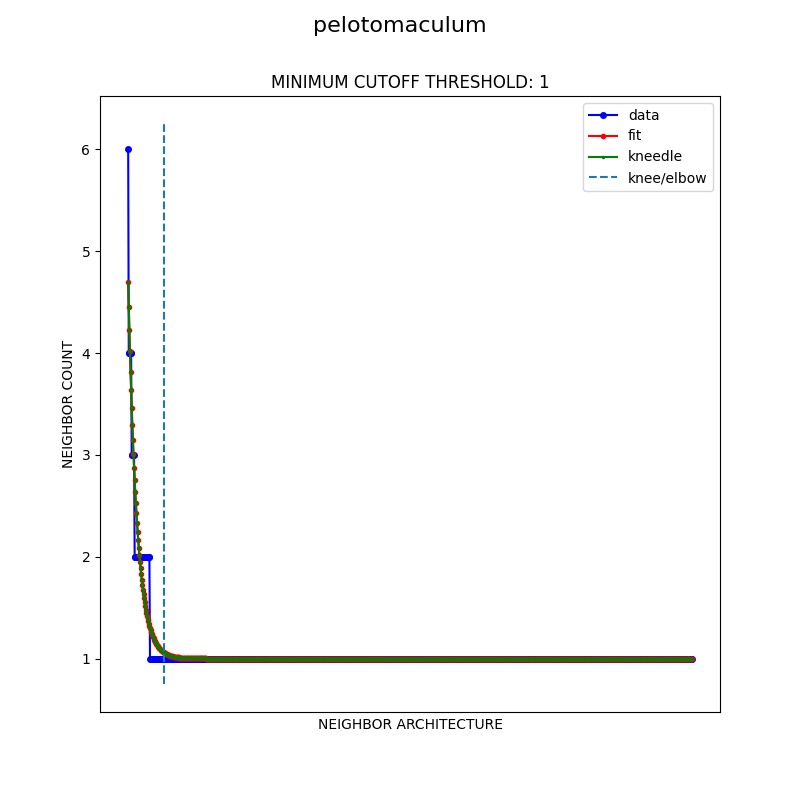 pelotomaculum
MINIMUM CUTOFF THRESHOLD: 1
data
fit
kneedle
knee/elbow
6
5
4
3
2
1
NEIGHBOR COUNT
NEIGHBOR ARCHITECTURE